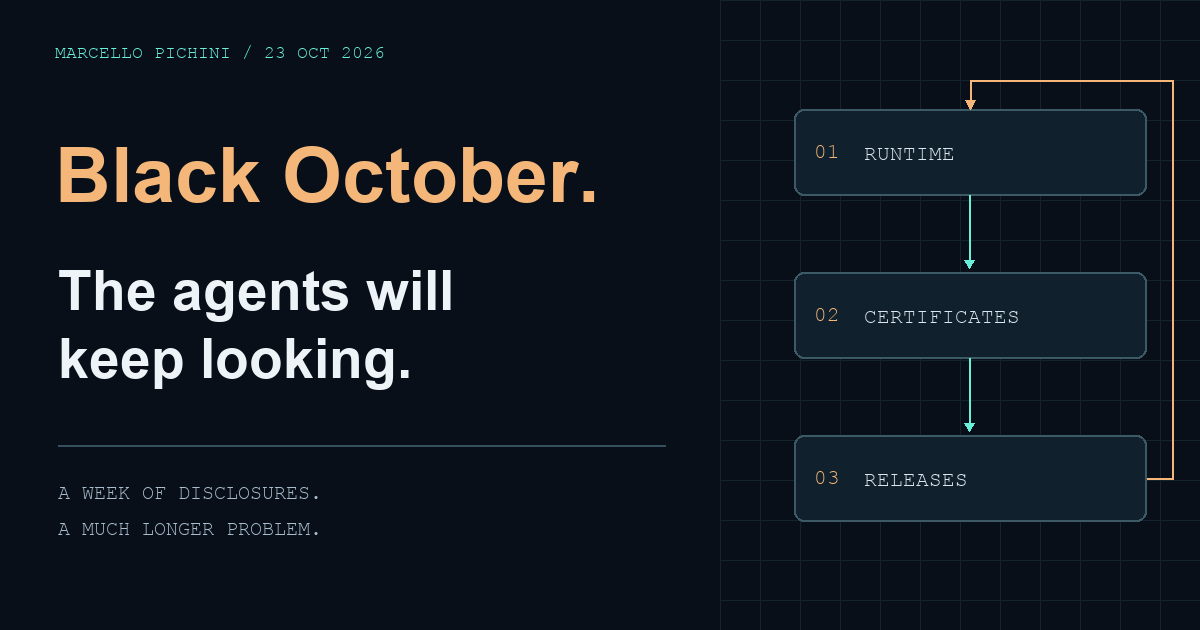 MARCELLO PICHINI / 23 OCT 2026
Black October.
The agents will
keep looking.
A WEEK OF DISCLOSURES.
A MUCH LONGER PROBLEM.
01 RUNTIME
02 CERTIFICATES
03 RELEASES